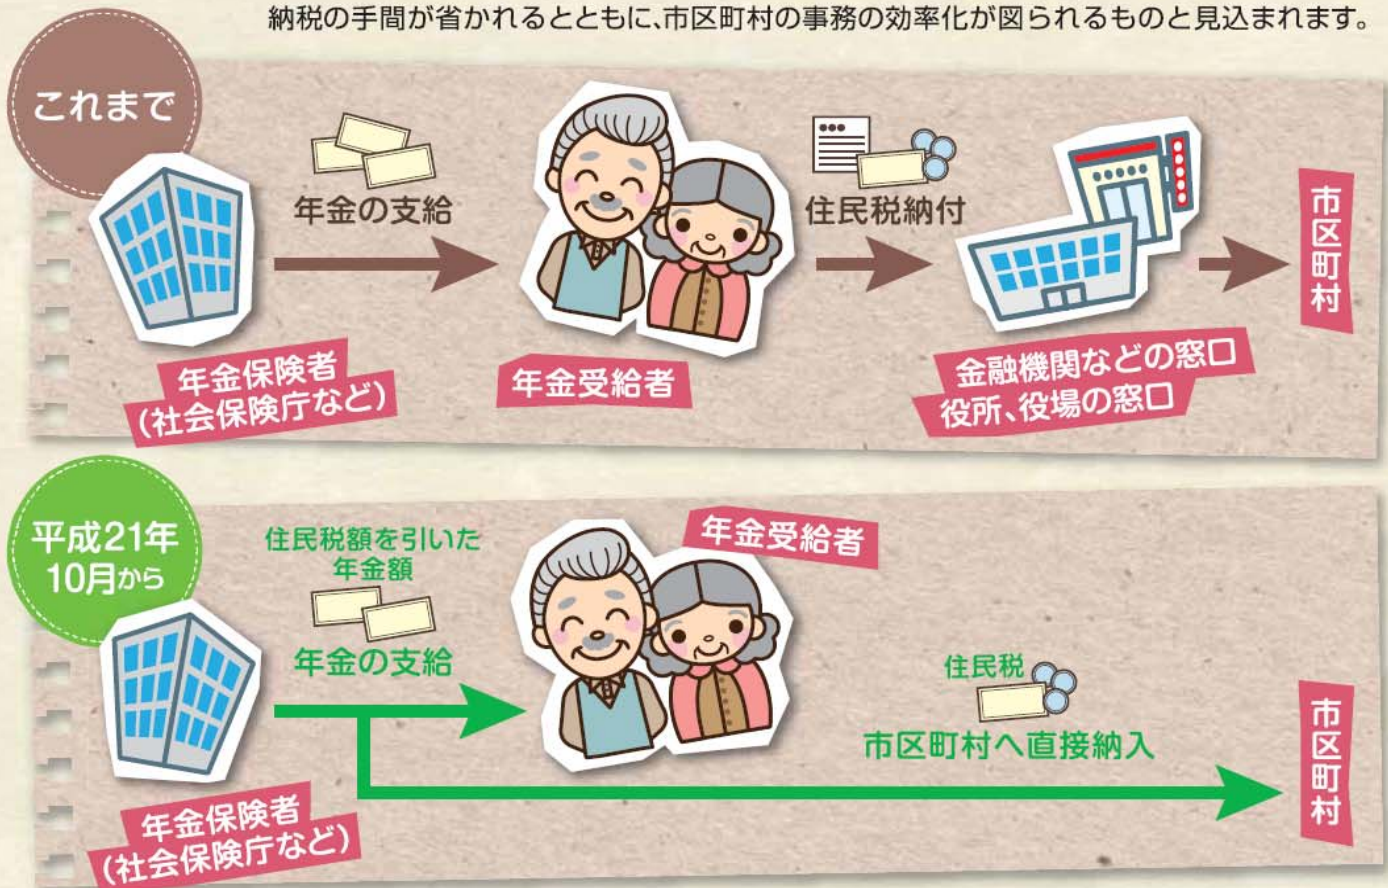 納税の手間が省かれるとともに、市区町村の事務の効率化が図られるものと見込まれます。
これまで
年金の支給
住民税納付
市区町村
年金保険者
(社会保険庁など)
年金受給者
金融機関などの窓口
役所、役場の窓口
平成21年
10月から
住民税額を引いた
年金額
年金の支給
年金受給者
住民税
市区町村へ直接納入
市区町村
年金保険者
(社会保険庁など)